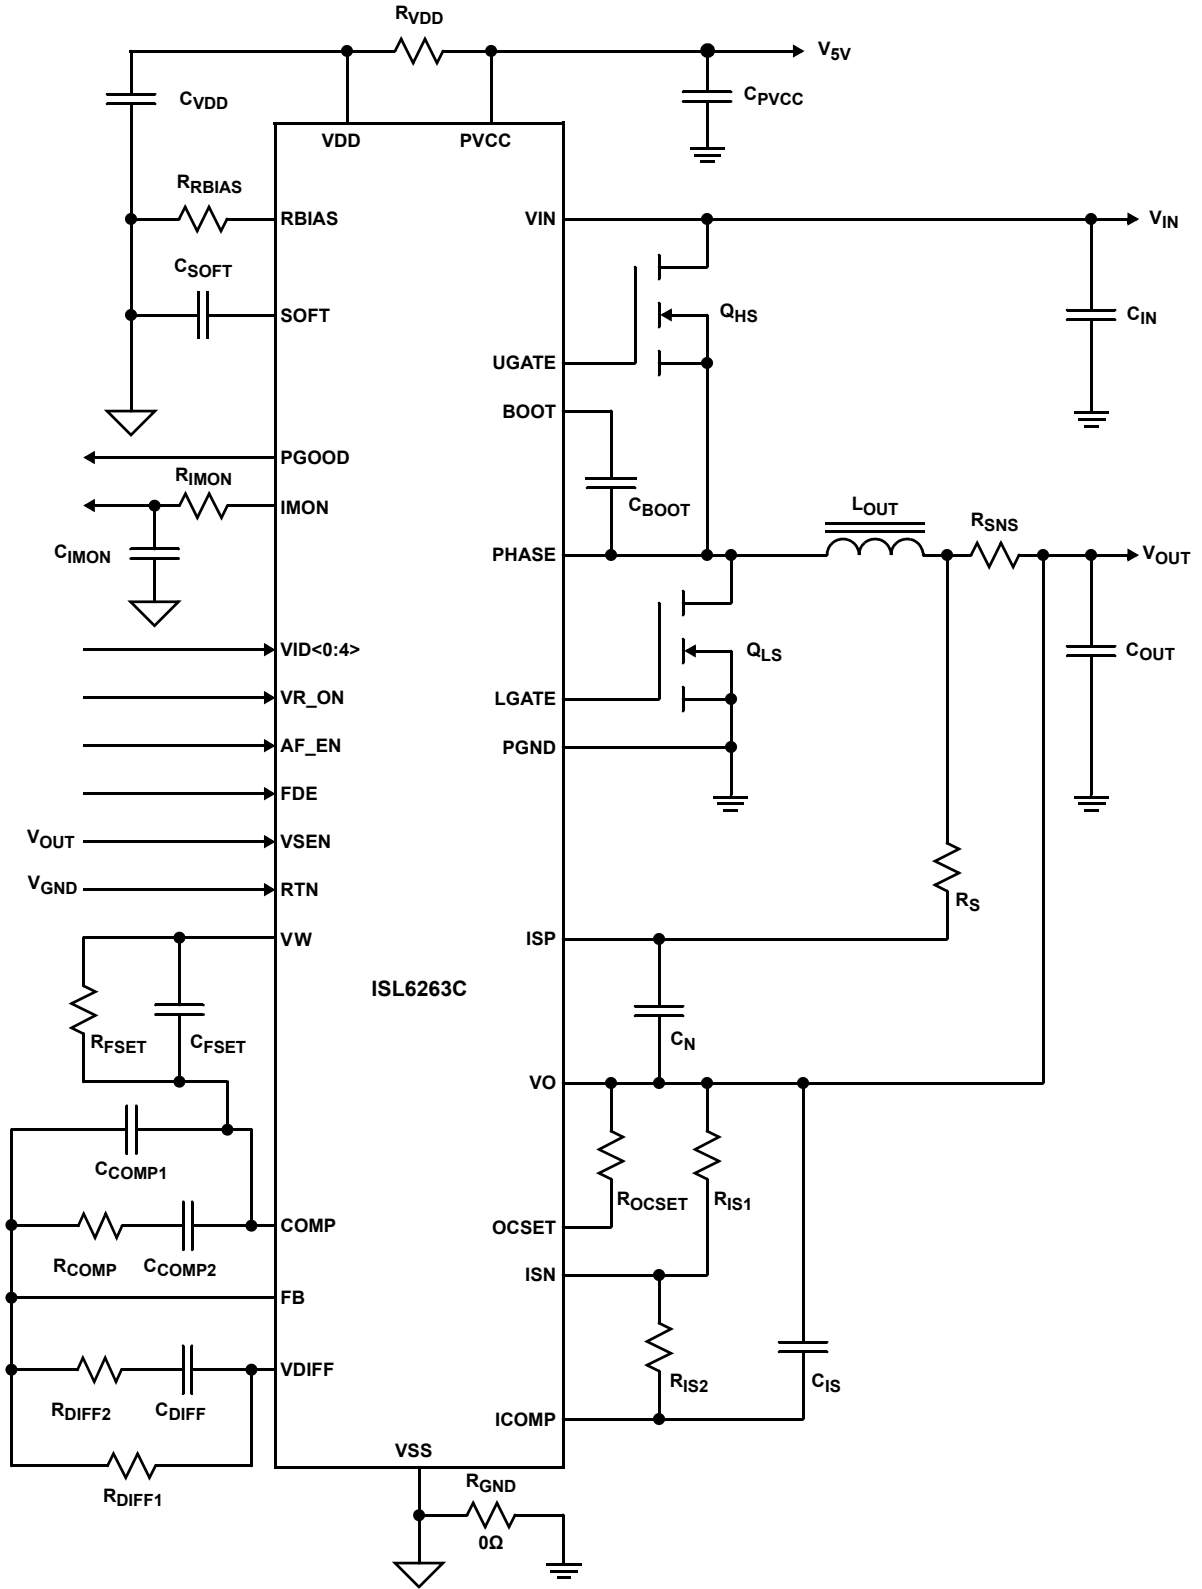 RVDD
V5V
CVDD
CPVCC
VDD
PVCC
RRBIAS
RBIAS
VIN
VIN
CSOFT
SOFT
QHS
CIN
UGATE
BOOT
PGOOD
RIMON
IMON
CBOOT
LOUT
RSNS
CIMON
PHASE
VOUT
VID<0:4>
QLS
COUT
VR_ON
LGATE
AF_EN
PGND
FDE
VOUT
VSEN
VGND
RTN
RS
VW
ISP
ISL6263C
RFSET
CFSET
CN
VO
CCOMP1
ROCSET
RIS1
COMP
OCSET
RCOMP
CCOMP2
ISN
FB
VDIFF
RIS2
CIS
RDIFF2
CDIFF
ICOMP
VSS
RGND
RDIFF1
0Ω